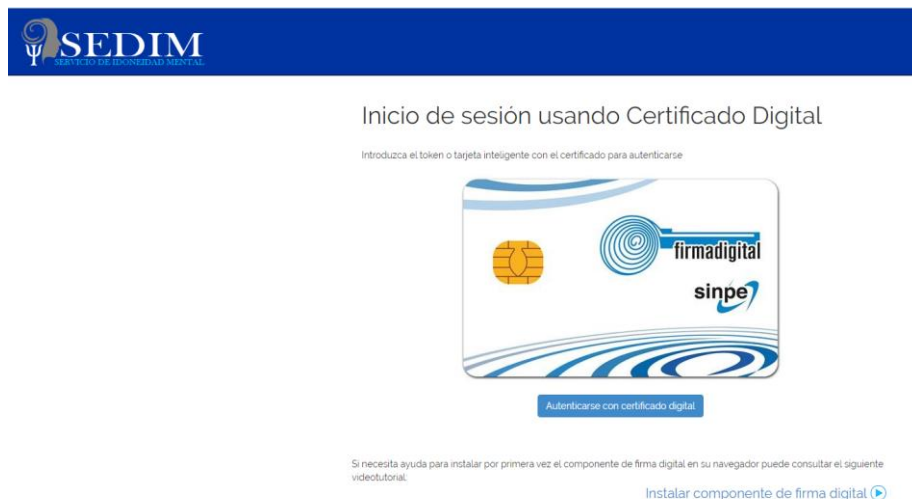 SEDIM
SERVICIO DE IDONEIDAD MENTAL
Inicio de sesión usando Certificado Digital
Introduzca el token o tarjeta inteligente con el certificado para autenticarse
firmadigital
sinpe
Autenticarse con certificado digital
Si necesita ayuda para instalar por primera vez el componente de firma digital en su navegador puede consultar el siguiente
videotutorial:
Instalar componente de firma digital